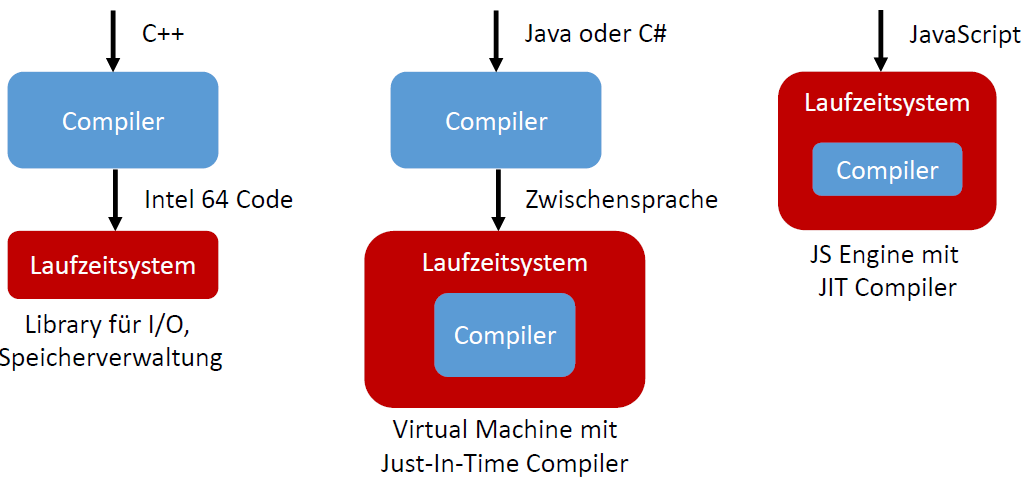 C++
Compiler
Intel 64 Code
Laufzeitsystem
Library für I/O,
Speicherverwaltung
Java oder C#
Compiler
Zwischensprache
Laufzeitsystem
Compiler
Virtual Machine mit
Just-In-Time Compiler
JavaScript
Laufzeitsystem
Compiler
JS Engine mit
JIT Compiler